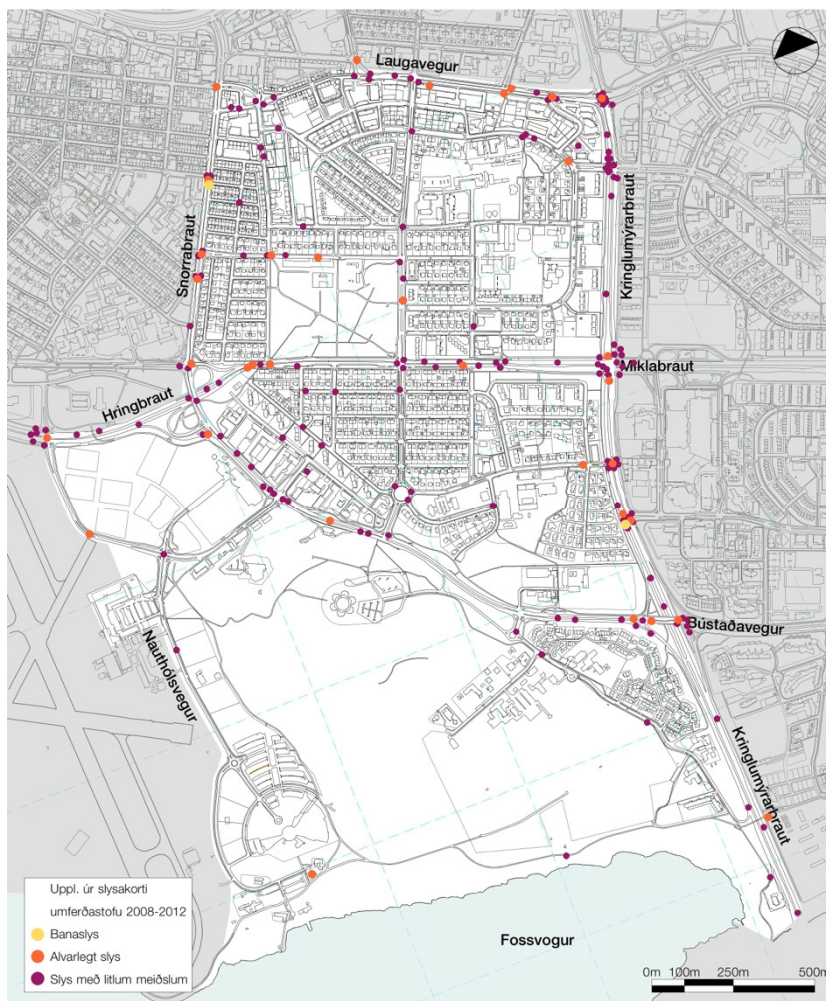 Laugavegur
Snorrabraut
Kringlumýrarbraut
Miklabraut
Hringbraut
Bústaðavegur
Nauthólsvegur
Kringlumýrarbraut
Uppl. úr slysakorti
umferðastofu 2008-2012
Banaslys
Alvarlegt slys
Slys með litlum meiðslum
Fossvogur
0m 100m 250m 500m